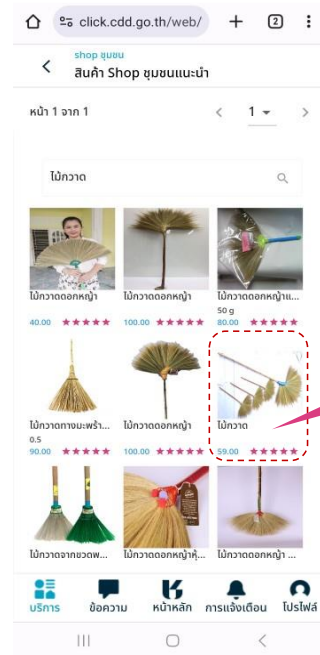 click.cdd.go.th/web/
2
shop ชุมชน
สินค้า Shop ชุมชนแนะนำ
หน้า 1 จาก 1
1
ไม้กวาด
ไม้กวาดดอกหญ้า ไม้กวาดดอกหญ้า ไม้กวาดดอกหญ้าแ...
50 g
40.00 100.00 80.00
ไม้กวาดทางมะพร้า... ไม้กวาดดอกหญ้า ไม้กวาด
0.5
90.00 100.00 59.00
ไม้กวาดจากขวดพ... ไม้กวาดดอกหญ้าหุ้... ไม้กวาดดอกหญ้า ...
บริการ ข้อความ หน้าหลัก การแจ้งเตือน โปรไฟล์